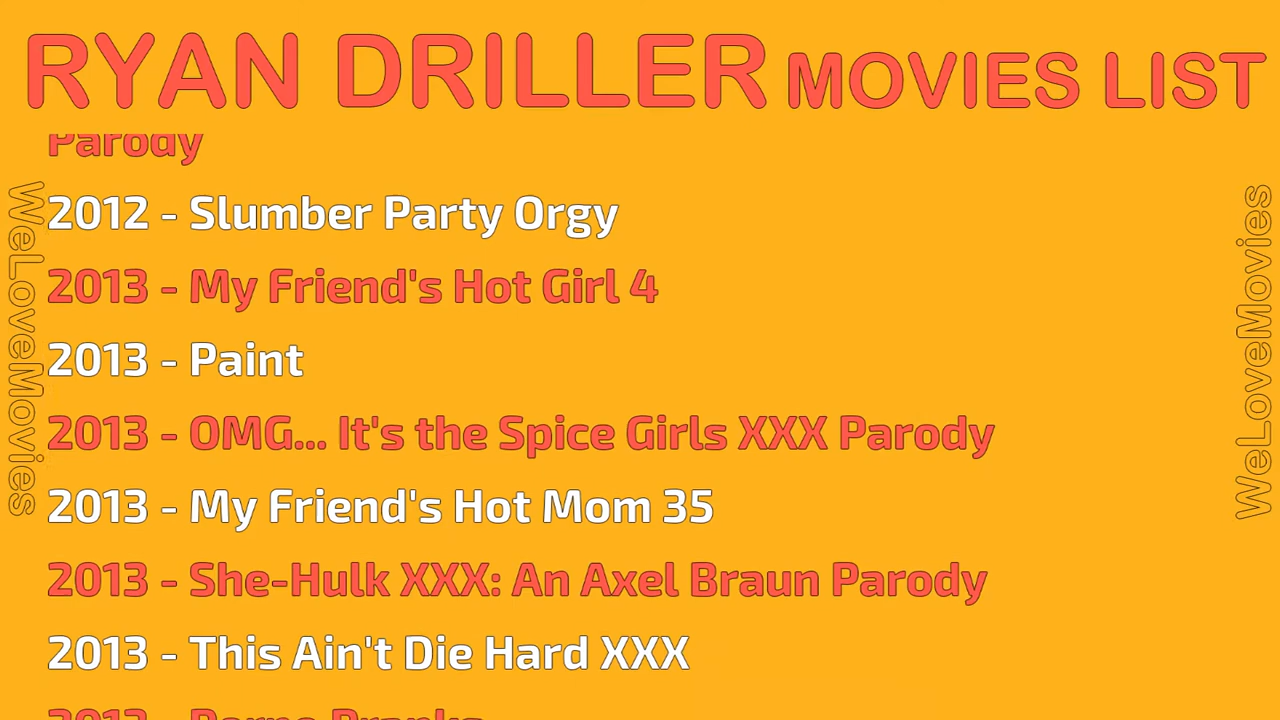 RYAN DRILLER MOVIES LIST
Parody
2012 - Slumber Party Orgy
2013 - My Friend's Hot Girl 4
2013 - Paint
2013 - OMG... It's the Spice Girls XXX Parody
2013 - My Friend's Hot Mom 35
2013 - She-Hulk XXX: An Axel Braun Parody
2013 - This Ain't Die Hard XXX
WeLoveMovies
WeLoveMovies